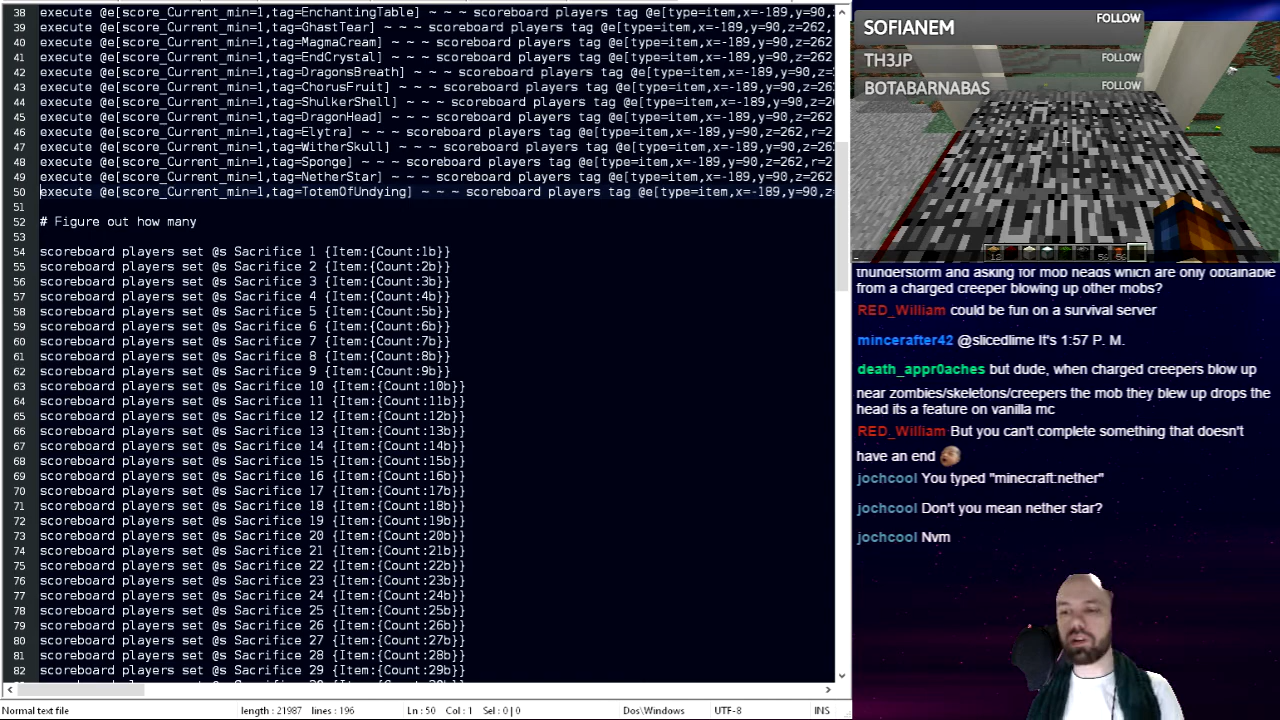 38 execute @e[score_Current_min=1,tag=EnchantingTable] ~ ~ ~ scoreboard players tag @e[type=item,x=-189,y=90,
39 execute @e[score_Current_min=1,tag=GhastTear] ~ ~ ~ scoreboard players tag @e[type=item,x=-189,y=90,z=262,
40 execute @e[score_Current_min=1,tag=MagmaCream] ~ ~ ~ scoreboard players tag @e[type=item,x=-189,y=90,z=262
41 execute @e[score_Current_min=1,tag=EndCrystal] ~ ~ ~ scoreboard players tag @e[type=item,x=-189,y=90,z=262
42 execute @e[score_Current_min=1,tag=DragonsBreath] ~ ~ ~ scoreboard players tag @e[type=item,x=-189,y=90,z=
43 execute @e[score_Current_min=1,tag=ChorusFruit] ~ ~ ~ scoreboard players tag @e[type=item,x=-189,y=90,z=26
44 execute @e[score_Current_min=1,tag=ShulkerShell] ~ ~ ~ scoreboard players tag @e[type=item,x=-189,y=90,z=2
45 execute @e[score_Current_min=1,tag=DragonHead] ~ ~ ~ scoreboard players tag @e[type=item,x=-189,y=90,z=262
46 execute @e[score_Current_min=1,tag=Elytra] ~ ~ ~ scoreboard players tag @e[type=item,x=-189,y=90,z=262,r=2
47 execute @e[score_Current_min=1,tag=WitherSkull] ~ ~ ~ scoreboard players tag @e[type=item,x=-189,y=90,z=26
48 execute @e[score_Current_min=1,tag=Sponge] ~ ~ ~ scoreboard players tag @e[type=item,x=-189,y=90,z=262,r=2
49 execute @e[score_Current_min=1,tag=NetherStar] ~ ~ ~ scoreboard players tag @e[type=item,x=-189,y=90,z=262
50 execute @e[score_Current_min=1,tag=TotemOfUndying] ~ ~ ~ scoreboard players tag @e[type=item,x=-189,y=90,z
51
52 # Figure out how many
53
54 scoreboard players set @s Sacrifice 1 {Item:{Count:1b}}
55 scoreboard players set @s Sacrifice 2 {Item:{Count:2b}}
56 scoreboard players set @s Sacrifice 3 {Item:{Count:3b}}
57 scoreboard players set @s Sacrifice 4 {Item:{Count:4b}}
58 scoreboard players set @s Sacrifice 5 {Item:{Count:5b}}
59 scoreboard players set @s Sacrifice 6 {Item:{Count:6b}}
60 scoreboard players set @s Sacrifice 7 {Item:{Count:7b}}
61 scoreboard players set @s Sacrifice 8 {Item:{Count:8b}}
62 scoreboard players set @s Sacrifice 9 {Item:{Count:9b}}
63 scoreboard players set @s Sacrifice 10 {Item:{Count:10b}}
64 scoreboard players set @s Sacrifice 11 {Item:{Count:11b}}
65 scoreboard players set @s Sacrifice 12 {Item:{Count:12b}}
66 scoreboard players set @s Sacrifice 13 {Item:{Count:13b}}
67 scoreboard players set @s Sacrifice 14 {Item:{Count:14b}}
68 scoreboard players set @s Sacrifice 15 {Item:{Count:15b}}
69 scoreboard players set @s Sacrifice 16 {Item:{Count:16b}}
70 scoreboard players set @s Sacrifice 17 {Item:{Count:17b}}
71 scoreboard players set @s Sacrifice 18 {Item:{Count:18b}}
72 scoreboard players set @s Sacrifice 19 {Item:{Count:19b}}
73 scoreboard players set @s Sacrifice 20 {Item:{Count:20b}}
74 scoreboard players set @s Sacrifice 21 {Item:{Count:21b}}
75 scoreboard players set @s Sacrifice 22 {Item:{Count:22b}}
76 scoreboard players set @s Sacrifice 23 {Item:{Count:23b}}
77 scoreboard players set @s Sacrifice 24 {Item:{Count:24b}}
78 scoreboard players set @s Sacrifice 25 {Item:{Count:25b}}
79 scoreboard players set @s Sacrifice 26 {Item:{Count:26b}}
80 scoreboard players set @s Sacrifice 27 {Item:{Count:27b}}
81 scoreboard players set @s Sacrifice 28 {Item:{Count:28b}}
82 scoreboard players set @s Sacrifice 29 {Item:{Count:29b}}
Normal text file length : 21987 lines : 196 Ln : 50 Col : 1 Sel : 0 | 0 Dos\Windows UTF-8 INS
SOFIANEM FOLLOW
TH3JP FOLLOW
BOTABARNABAS FOLLOW
12 56 56
thunderstorm and asking for mob heads which are only obtainable
from a charged creeper blowing up other mobs?
RED_William could be fun on a survival server
mincerafter42 @slicedlime It's 1:57 P. M.
death_appr0aches but dude, when charged creepers blow up
near zombies/skeletons/creepers the mob they blew up drops the
head its a feature on vanilla mc
RED_William But you can't complete something that doesn't
have an end
jochcool You typed "minecraft:nether"
jochcool Don't you mean nether star?
jochcool Nvm